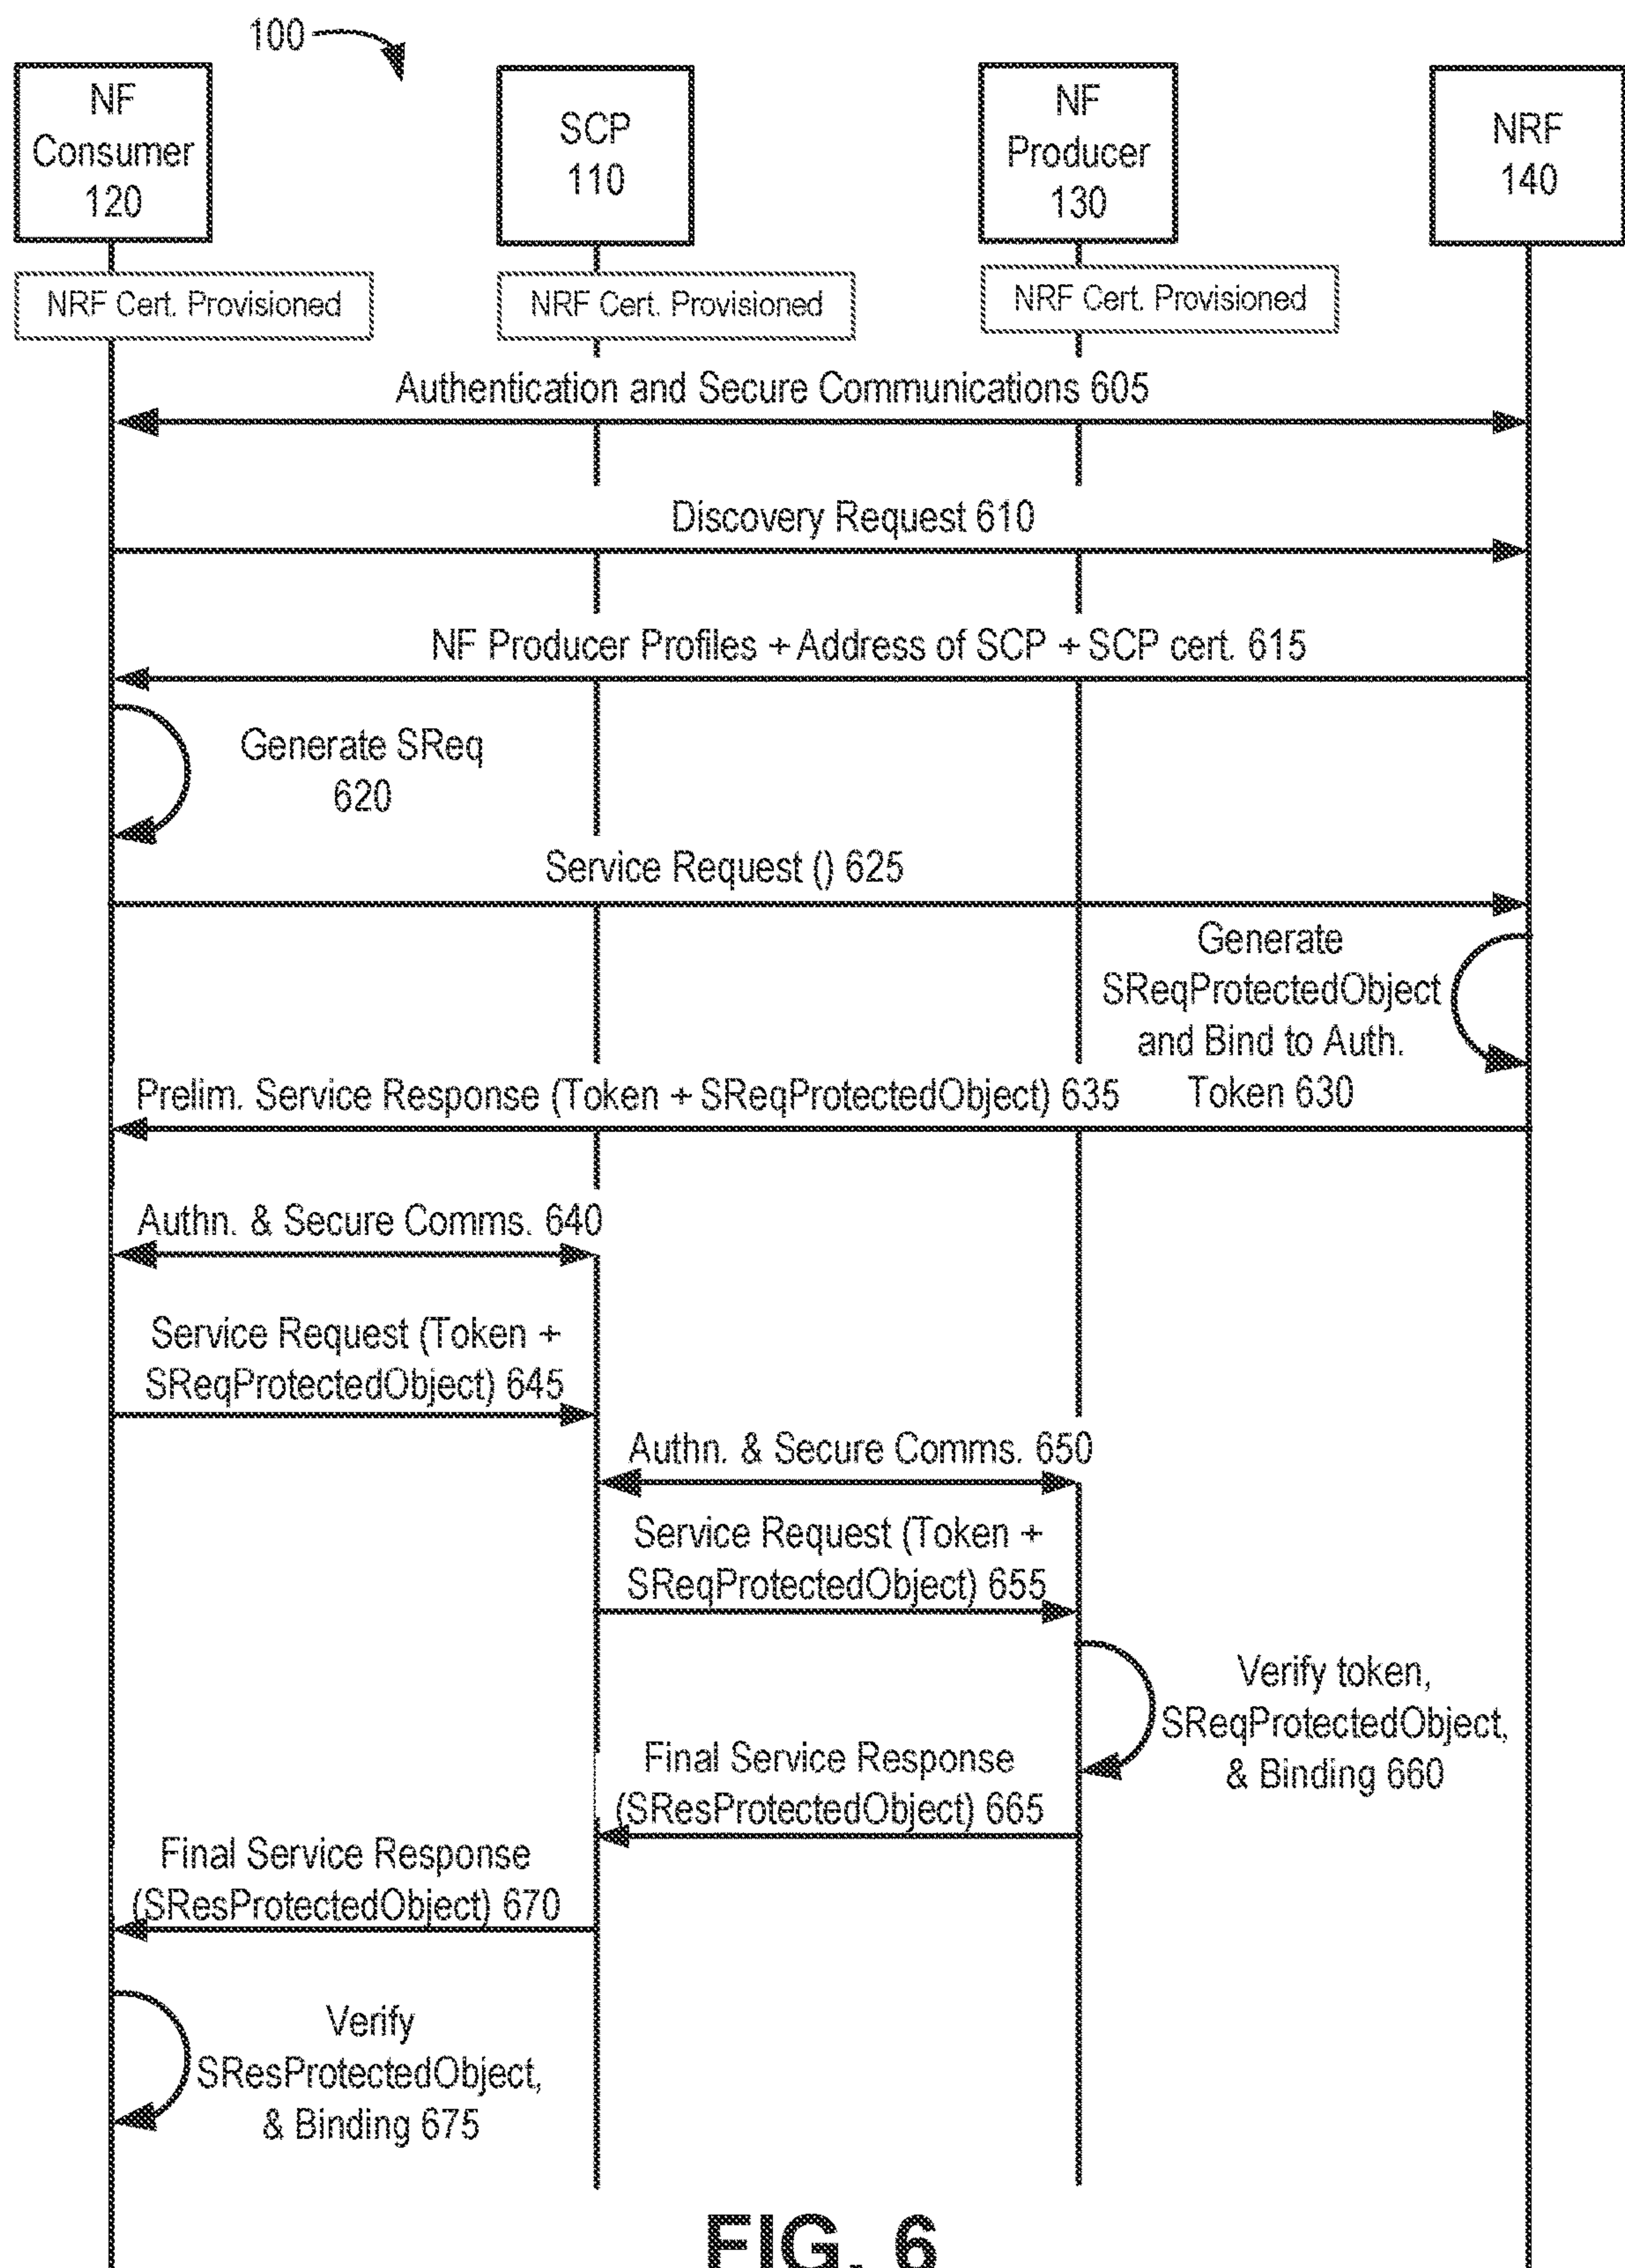 100
NF
Consumer
120
SCP
110
NF
Producer
130
NRF
140
NRF Cert. Provisioned
NRF Cert. Provisioned
NRF Cert. Provisioned
Authentication and Secure Communications 605
Discovery Request 610
NF Producer Profiles + Address of SCP + SCP cert. 615
Generate SReq
620
Service Request () 625
Generate
SReqProtectedObject
and Bind to Auth.
Token 630
Prelim. Service Response (Token + SReqProtectedObject) 635
Authn. & Secure Comms. 640
Service Request (Token +
SReqProtectedObject) 645
Authn. & Secure Comms. 650
Service Request (Token +
SReqProtectedObject) 655
Verify token,
SReqProtectedObject,
& Binding 660
Final Service Response
(SResProtectedObject) 665
Final Service Response
(SResProtectedObject) 670
Verify
SResProtectedObject,
& Binding 675
FIG. 6